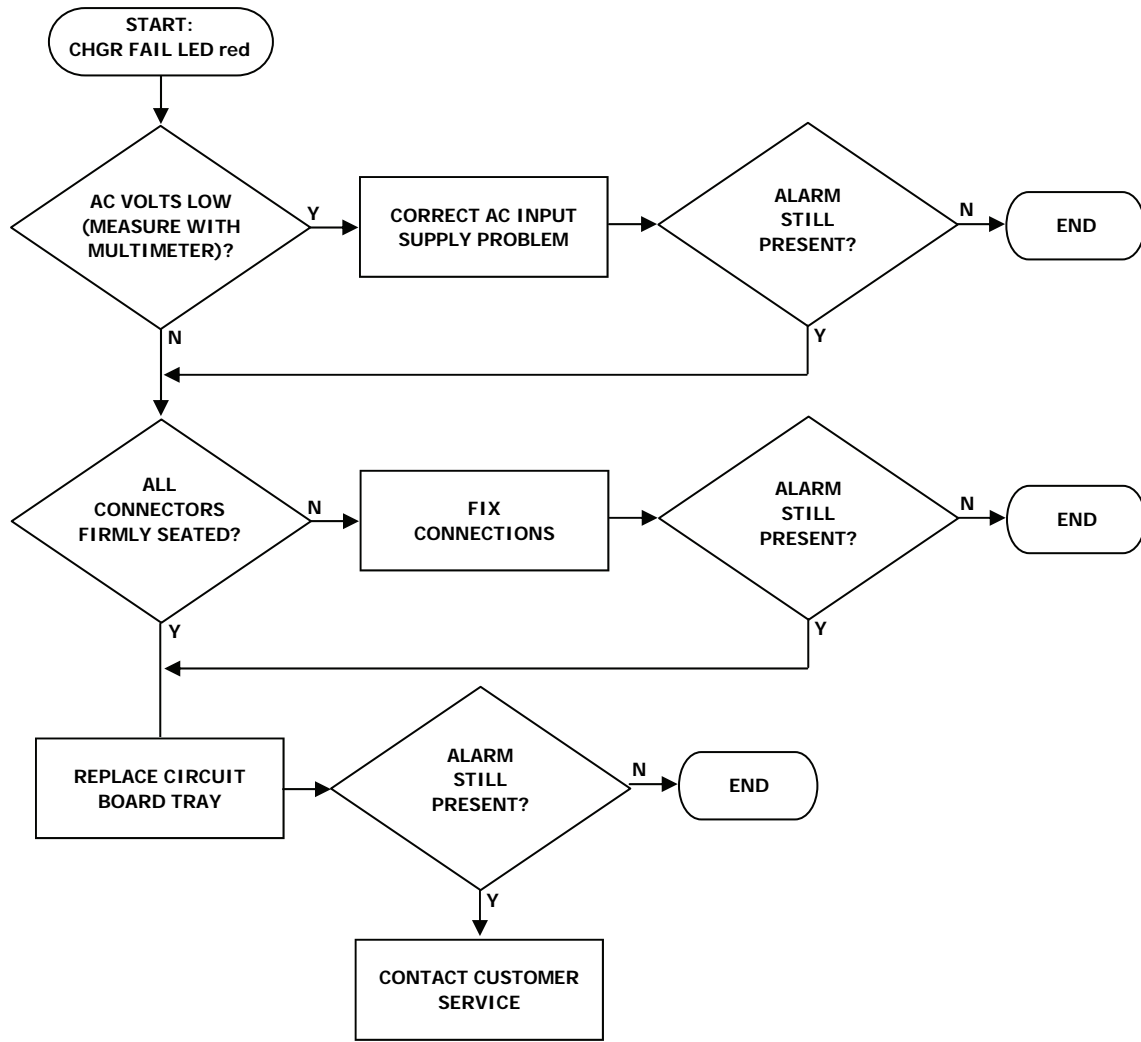 START:
CHGR FAIL LED red
AC VOLTS LOW
(MEASURE WITH
MULTIMETER)?
Y
CORRECT AC INPUT
SUPPLY PROBLEM
ALARM
STILL
PRESENT?
N
END
N
Y
ALL
CONNECTORS
FIRMLY SEATED?
N
FIX
CONNECTIONS
ALARM
STILL
PRESENT?
N
END
Y
Y
REPLACE CIRCUIT
BOARD TRAY
ALARM
STILL
PRESENT?
N
END
Y
CONTACT CUSTOMER
SERVICE